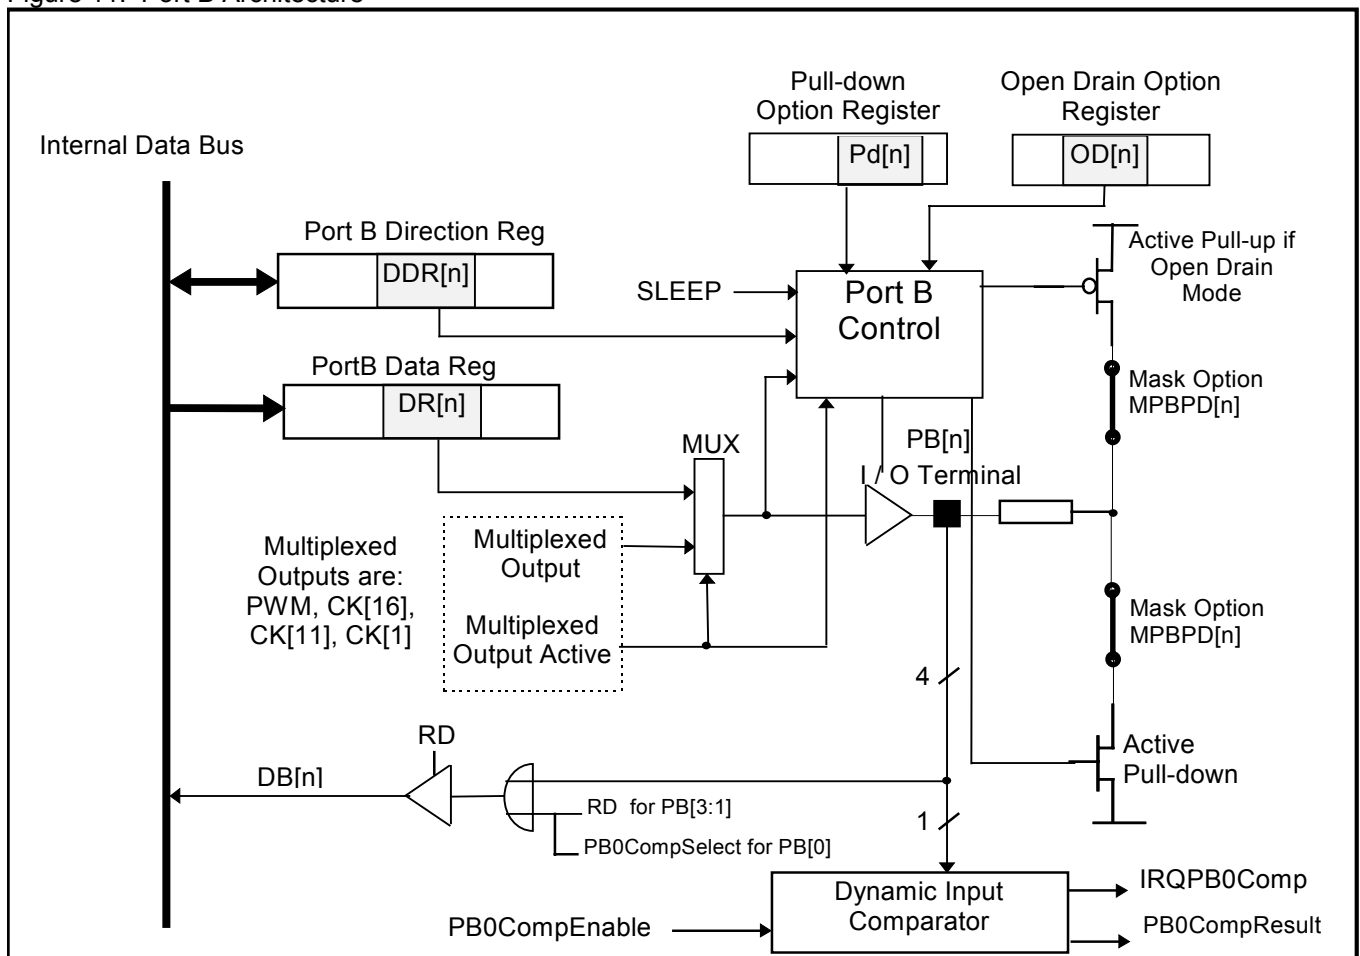 Pull-down
Option Register
Open Drain Option
Register
Internal Data Bus
Pd[n]
OD[n]
Port B Direction Reg
DDR[n]
Active Pull-up if
Open Drain
Mode
SLEEP
Port B
Control
PortB Data Reg
DR[n]
Mask Option
MPBPD[n]
MUX
PB[n]
I / O Terminal
Multiplexed
Outputs are:
PWM, CK[16],
CK[11], CK[1]
Multiplexed
Output
Multiplexed
Output Active
Mask Option
MPBPD[n]
4
RD
DB[n]
Active
Pull-down
RD for PB[3:1]
1
PB0CompSelect for PB[0]
Dynamic Input
Comparator
IRQPB0Comp
PB0CompEnable
PB0CompResult